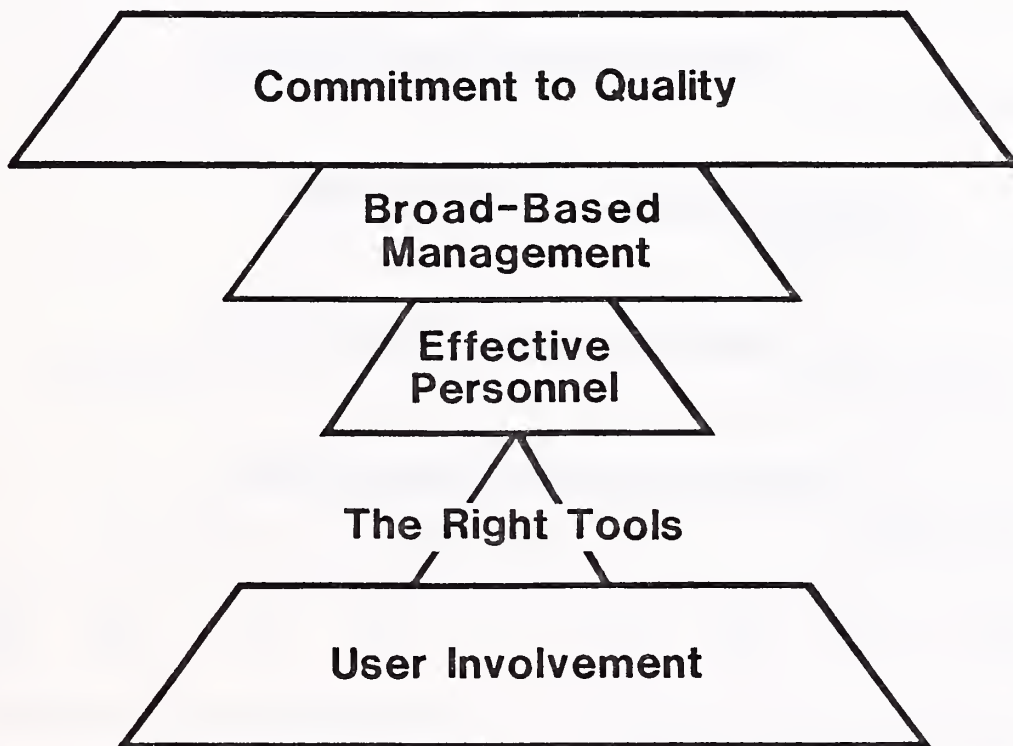 Commitment to Quality
Broad-Based
Management
Effective
Personnel
The Right Tools
User Involvement